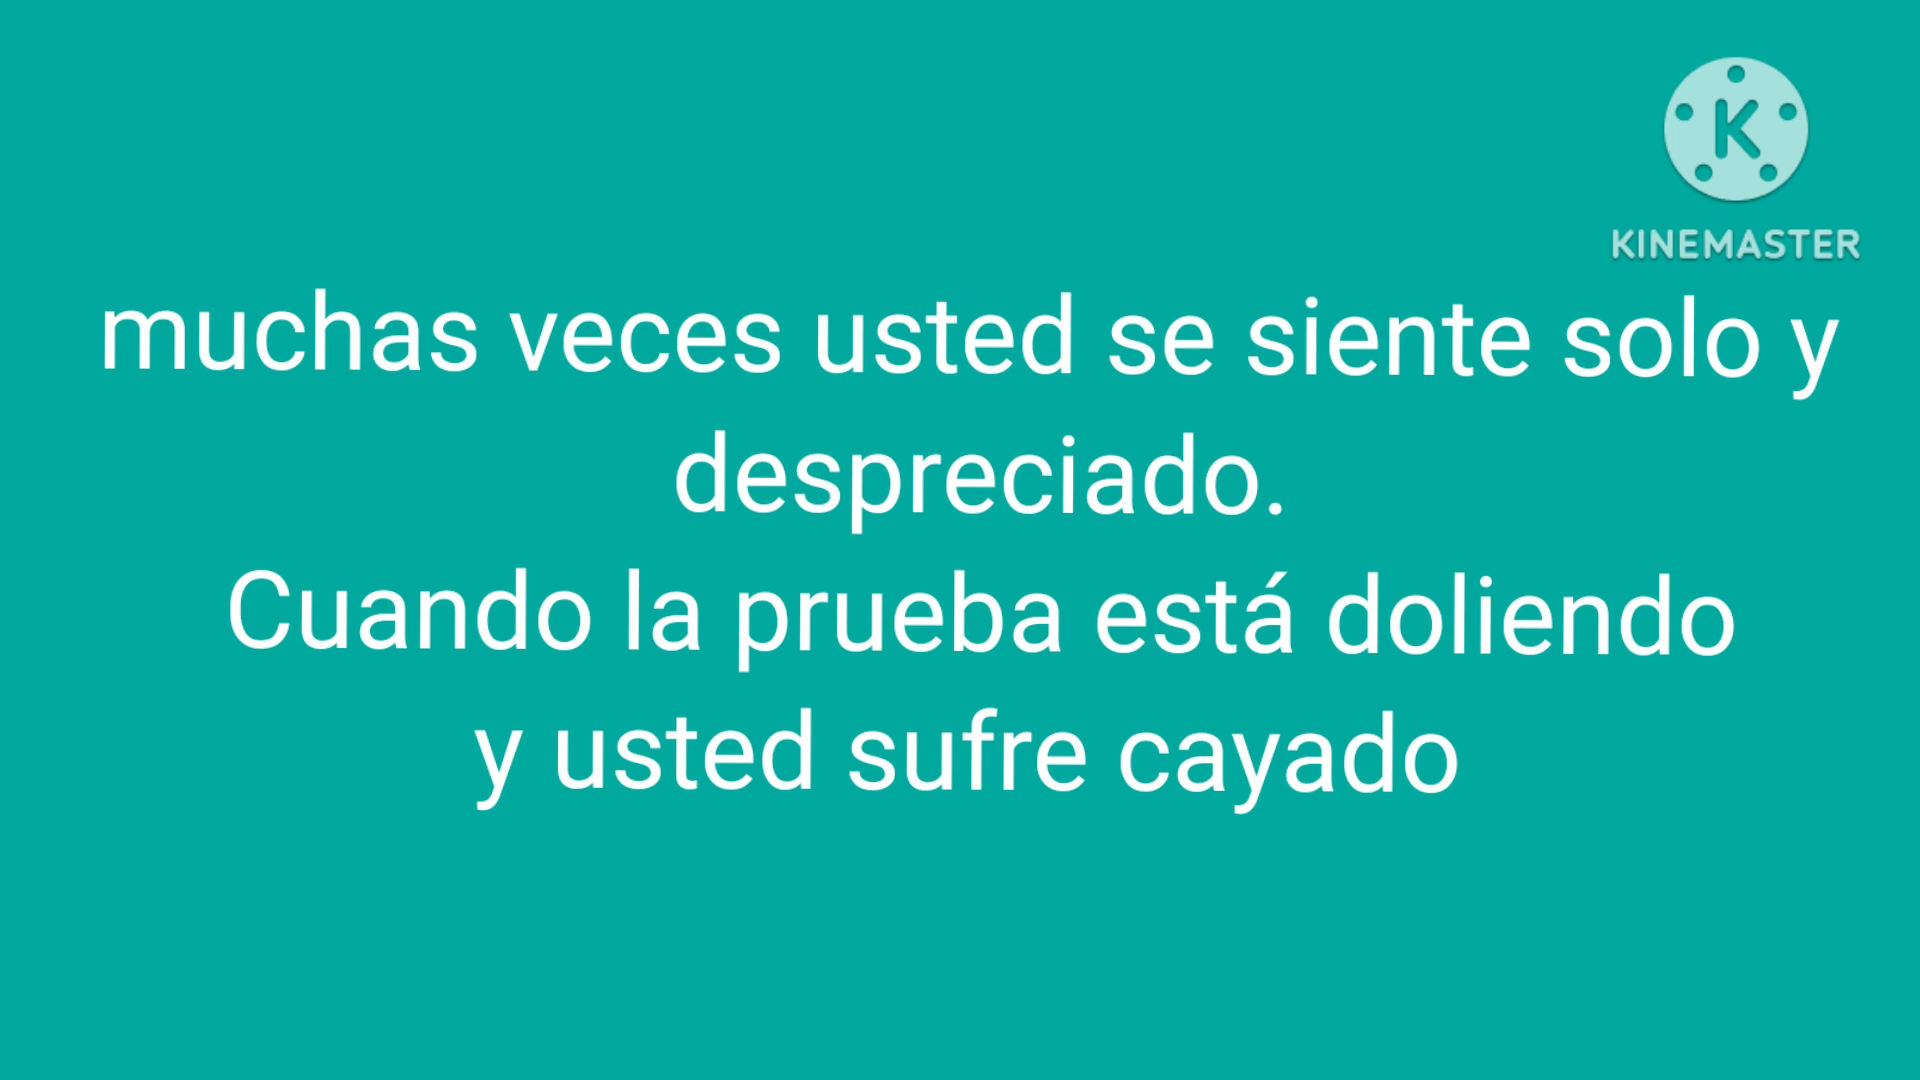 KINEMASTER
muchas veces usted se siente solo y
despreciado.
Cuando la prueba está doliendo
y usted sufre cayado